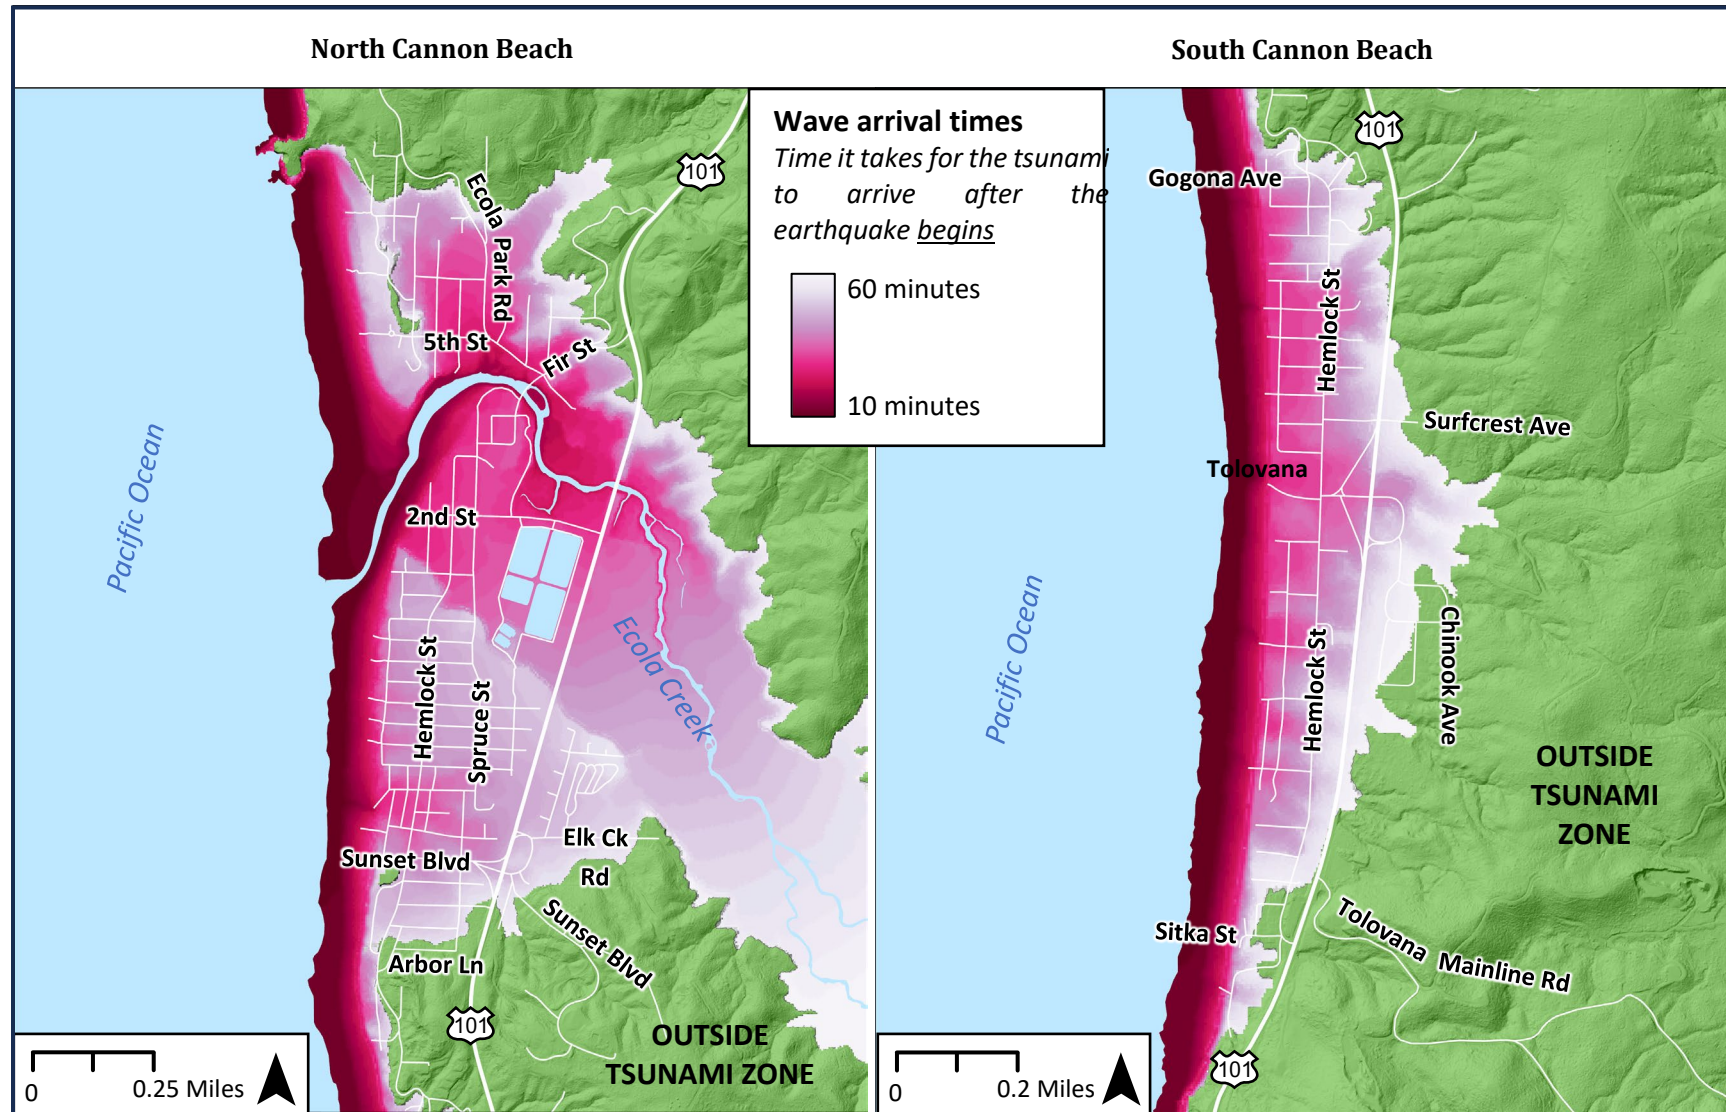 North Cannon Beach
South Cannon Beach
Wave arrival times
Time it takes for the tsunami
to arrive after the
earthquake begins
60 minutes
10 minutes
101
Ecola
Park Rd
5th St
Fir St
2nd St
Pacific Ocean
Ecola Creek
Hemlock St
Spruce St
Elk Ck
Rd
Sunset Blvd
Sunset Blvd
Arbor Ln
101
OUTSIDE
TSUNAMI ZONE
0
0.25 Miles
101
Gogona Ave
Hemlock St
Surfcrest Ave
Tolovana
Pacific Ocean
Hemlock St
Chinook Ave
OUTSIDE
TSUNAMI
ZONE
Sitka St
Tolovana Mainline Rd
101
0
0.2 Miles